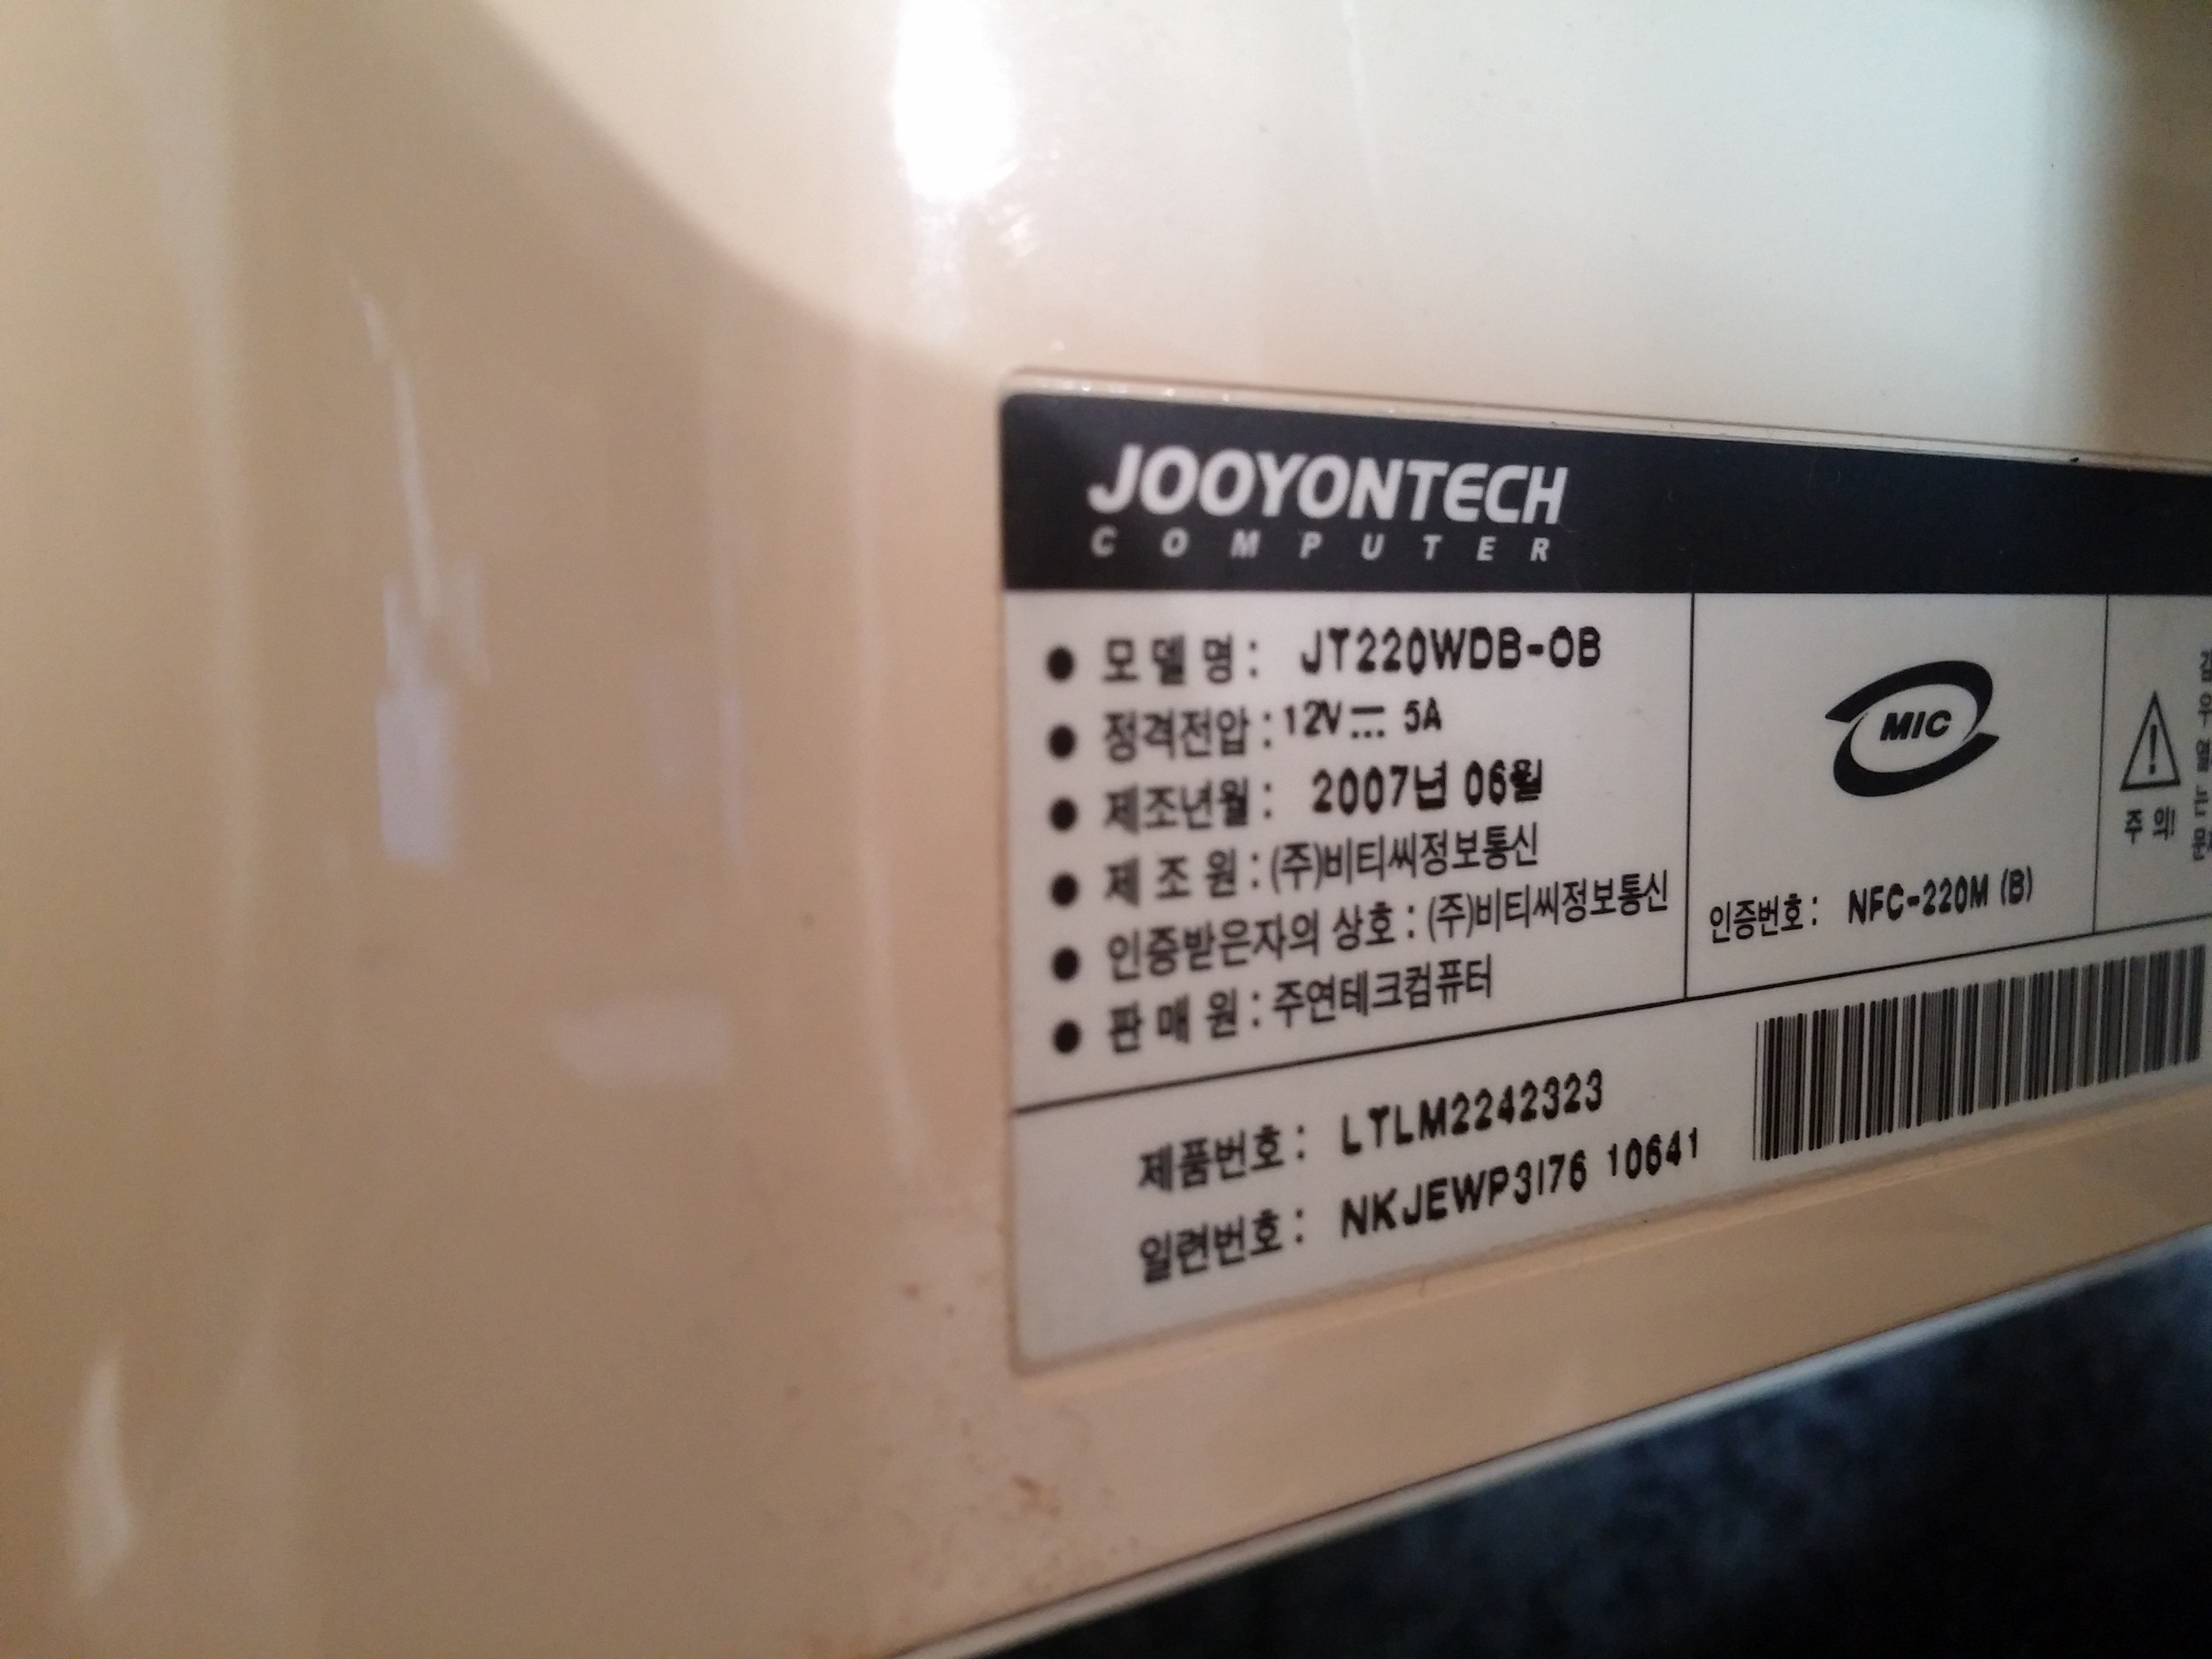 JOOYONTECH
COMPUTER
● 모델명: JT220WDB-OB
● 정격전압: 12V⎓ 5A
● 제조년월: 2007년 06월
● 제조원: (주)비티씨정보통신
● 인증받은자의 상호: (주)비티씨정보통신
● 판매원: 주연테크컴퓨터
MIC
인증번호: NFC-220M (B)
주의!
제품번호: LTLM2242323
일련번호: NKJEWP3I76 10641